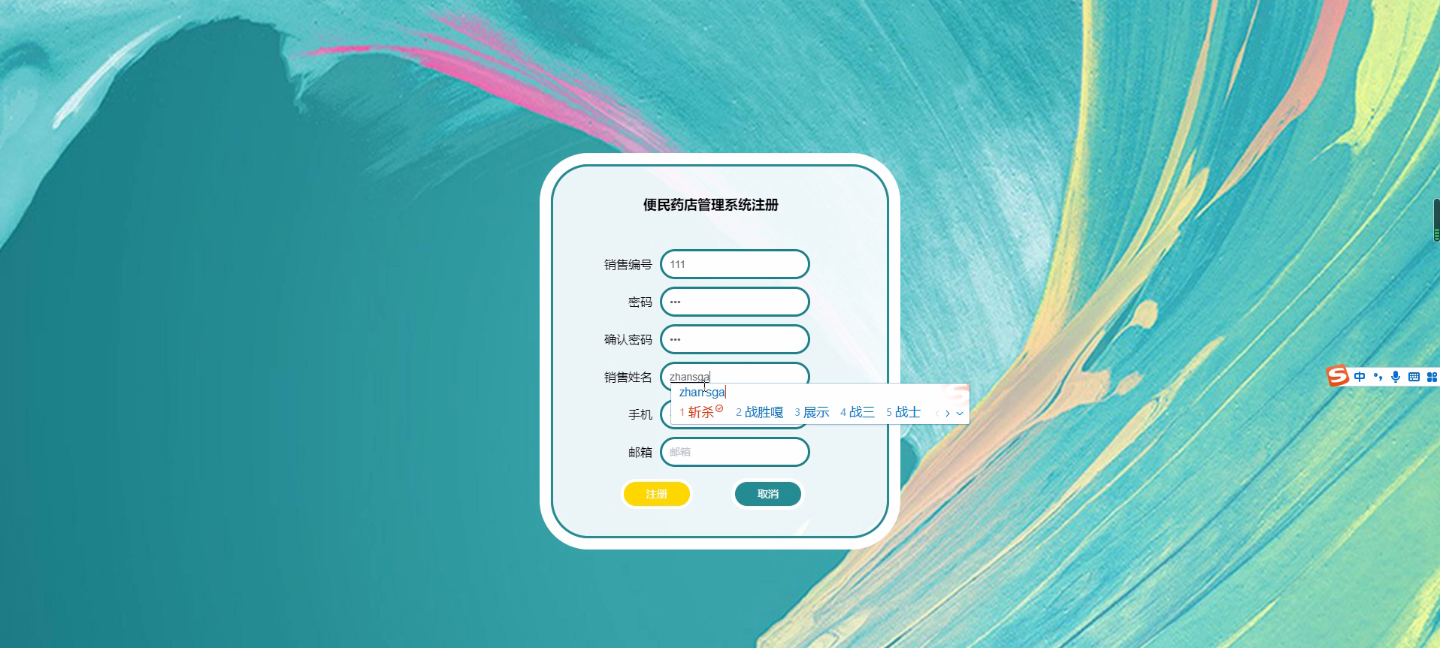 便民药店管理系统注册
销售编号 111
密码 •••
确认密码 •••
销售姓名 zhansga
zhan'sga
1 斩杀 2 战胜嘎 3 展示 4 战三 5 战士
手机
邮箱 邮箱
注册 取消
中